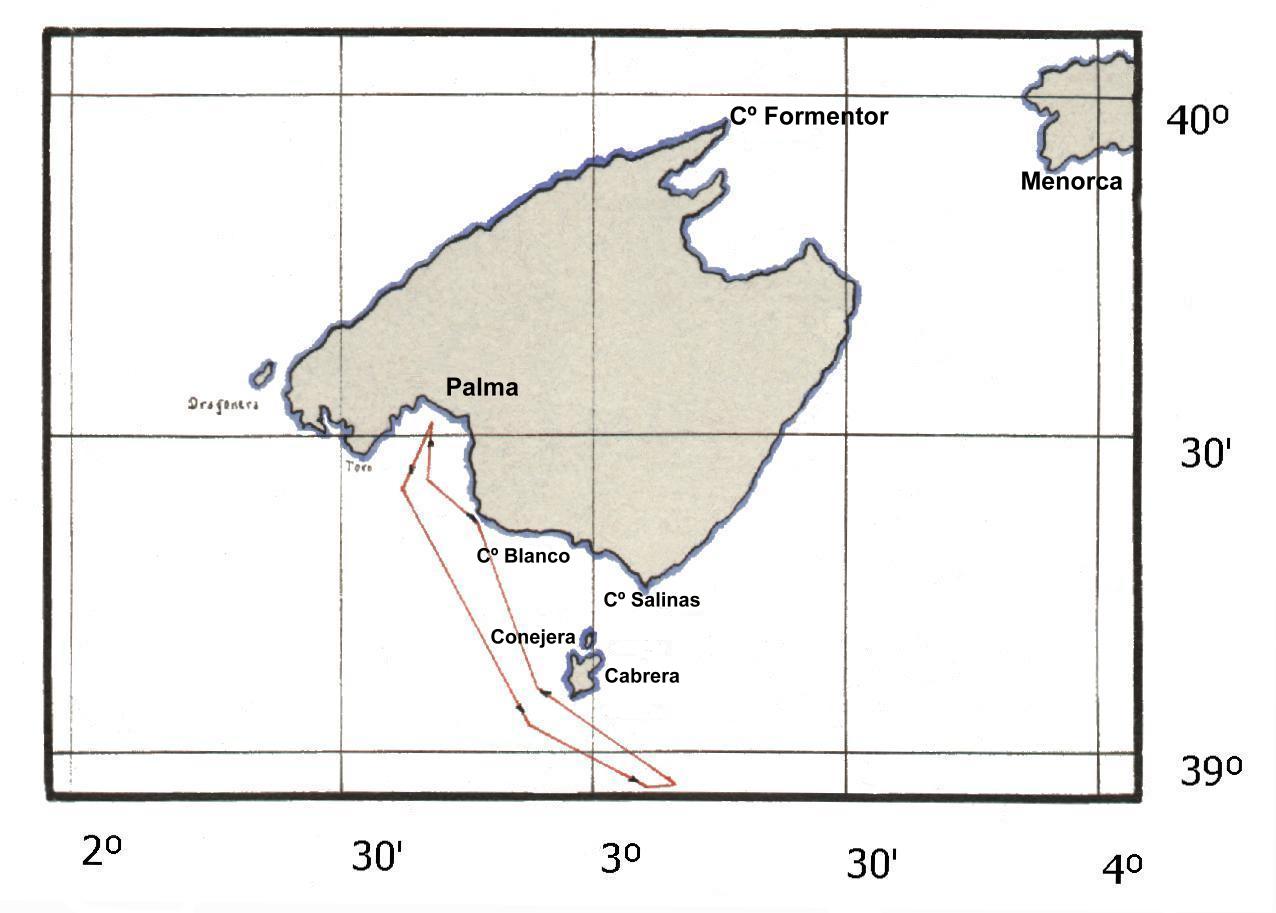 Cº Formentor
40º
Menorca
Palma
Dragonera
30'
Toro
Cº Blanco
Cº Salinas
Conejera
Cabrera
39º
2º
30'
3º
30'
4º